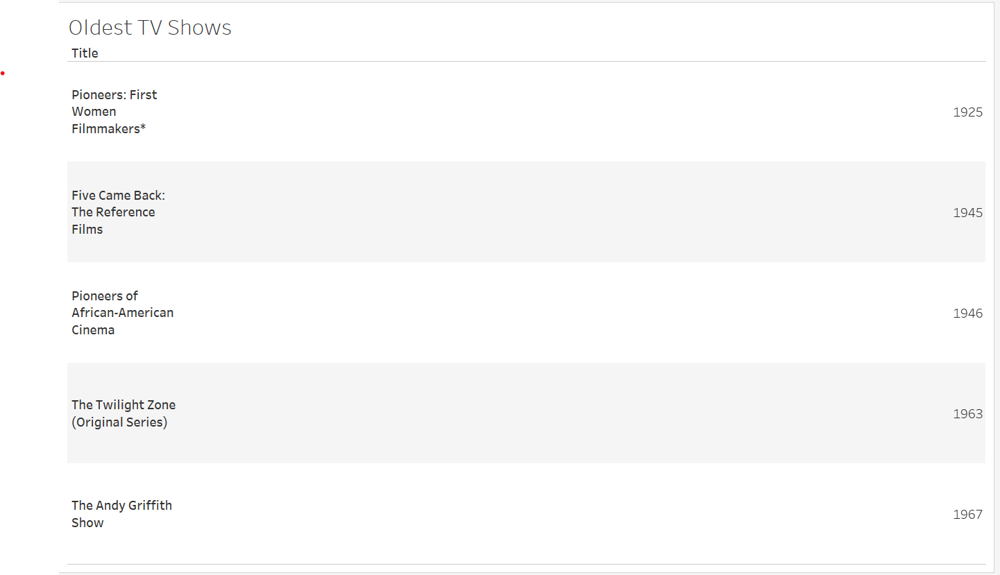 Oldest TV Shows
Title
Pioneers: First
Women
Filmmakers*
1925
Five Came Back:
The Reference
Films
1945
Pioneers of
African-American
Cinema
1946
The Twilight Zone
(Original Series)
1963
The Andy Griffith
Show
1967